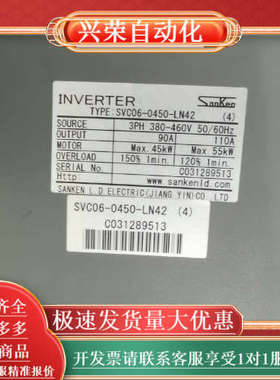 兴荣自动化
INVERTER SanKen
TYPE: SVC06-0450-LN42 (4)
SOURCE 3PH 380-460V 50/60Hz
OUTPUT 90A 110A
MOTOR Max. 45kW Max 55kW
OVERLOAD 150% 1min. 120% 1min.
SERIAL No. C031289513
Http www.sankenld.com
SANKEN L.D.ELECTRIC(JIANG YIN)CO.,LTD
SVC06-0450-LN42 (4)
C031289513
齐全
多多
商品
极速发货量大优惠
开发票请联系客服享受1对1服